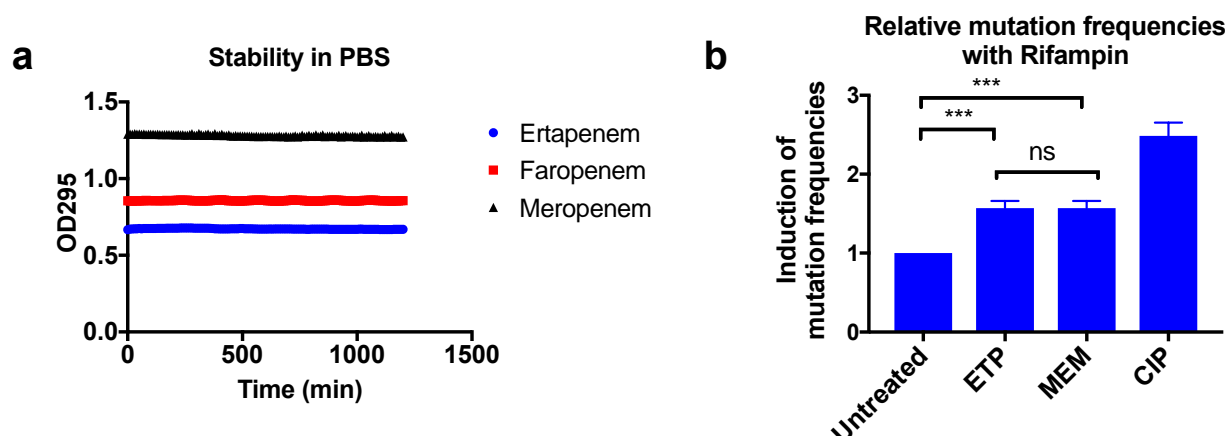 a
Stability in PBS
1.5
1.0
0.5
0.0
OD295
0
500
1000
1500
Time (min)
Ertapenem
Faropenem
Meropenem
b
Relative mutation frequencies
with Rifampin
Induction of
mutation frequencies
3
2
1
0
***
***
ns
Untreated
ETP
MEM
CIP